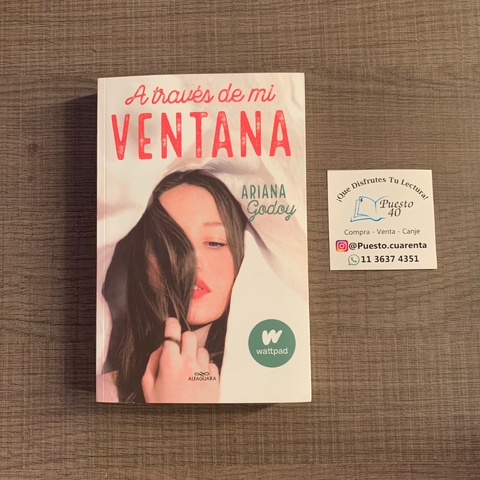 A través de mi
VENTANA
ARIANA
Godoy
W
wattpad
ALFAGUARA
¡Que Disfrutes Tu Lectura!
Puesto
40
Compra - Venta - Canje
@Puesto.cuarenta
11 3637 4351